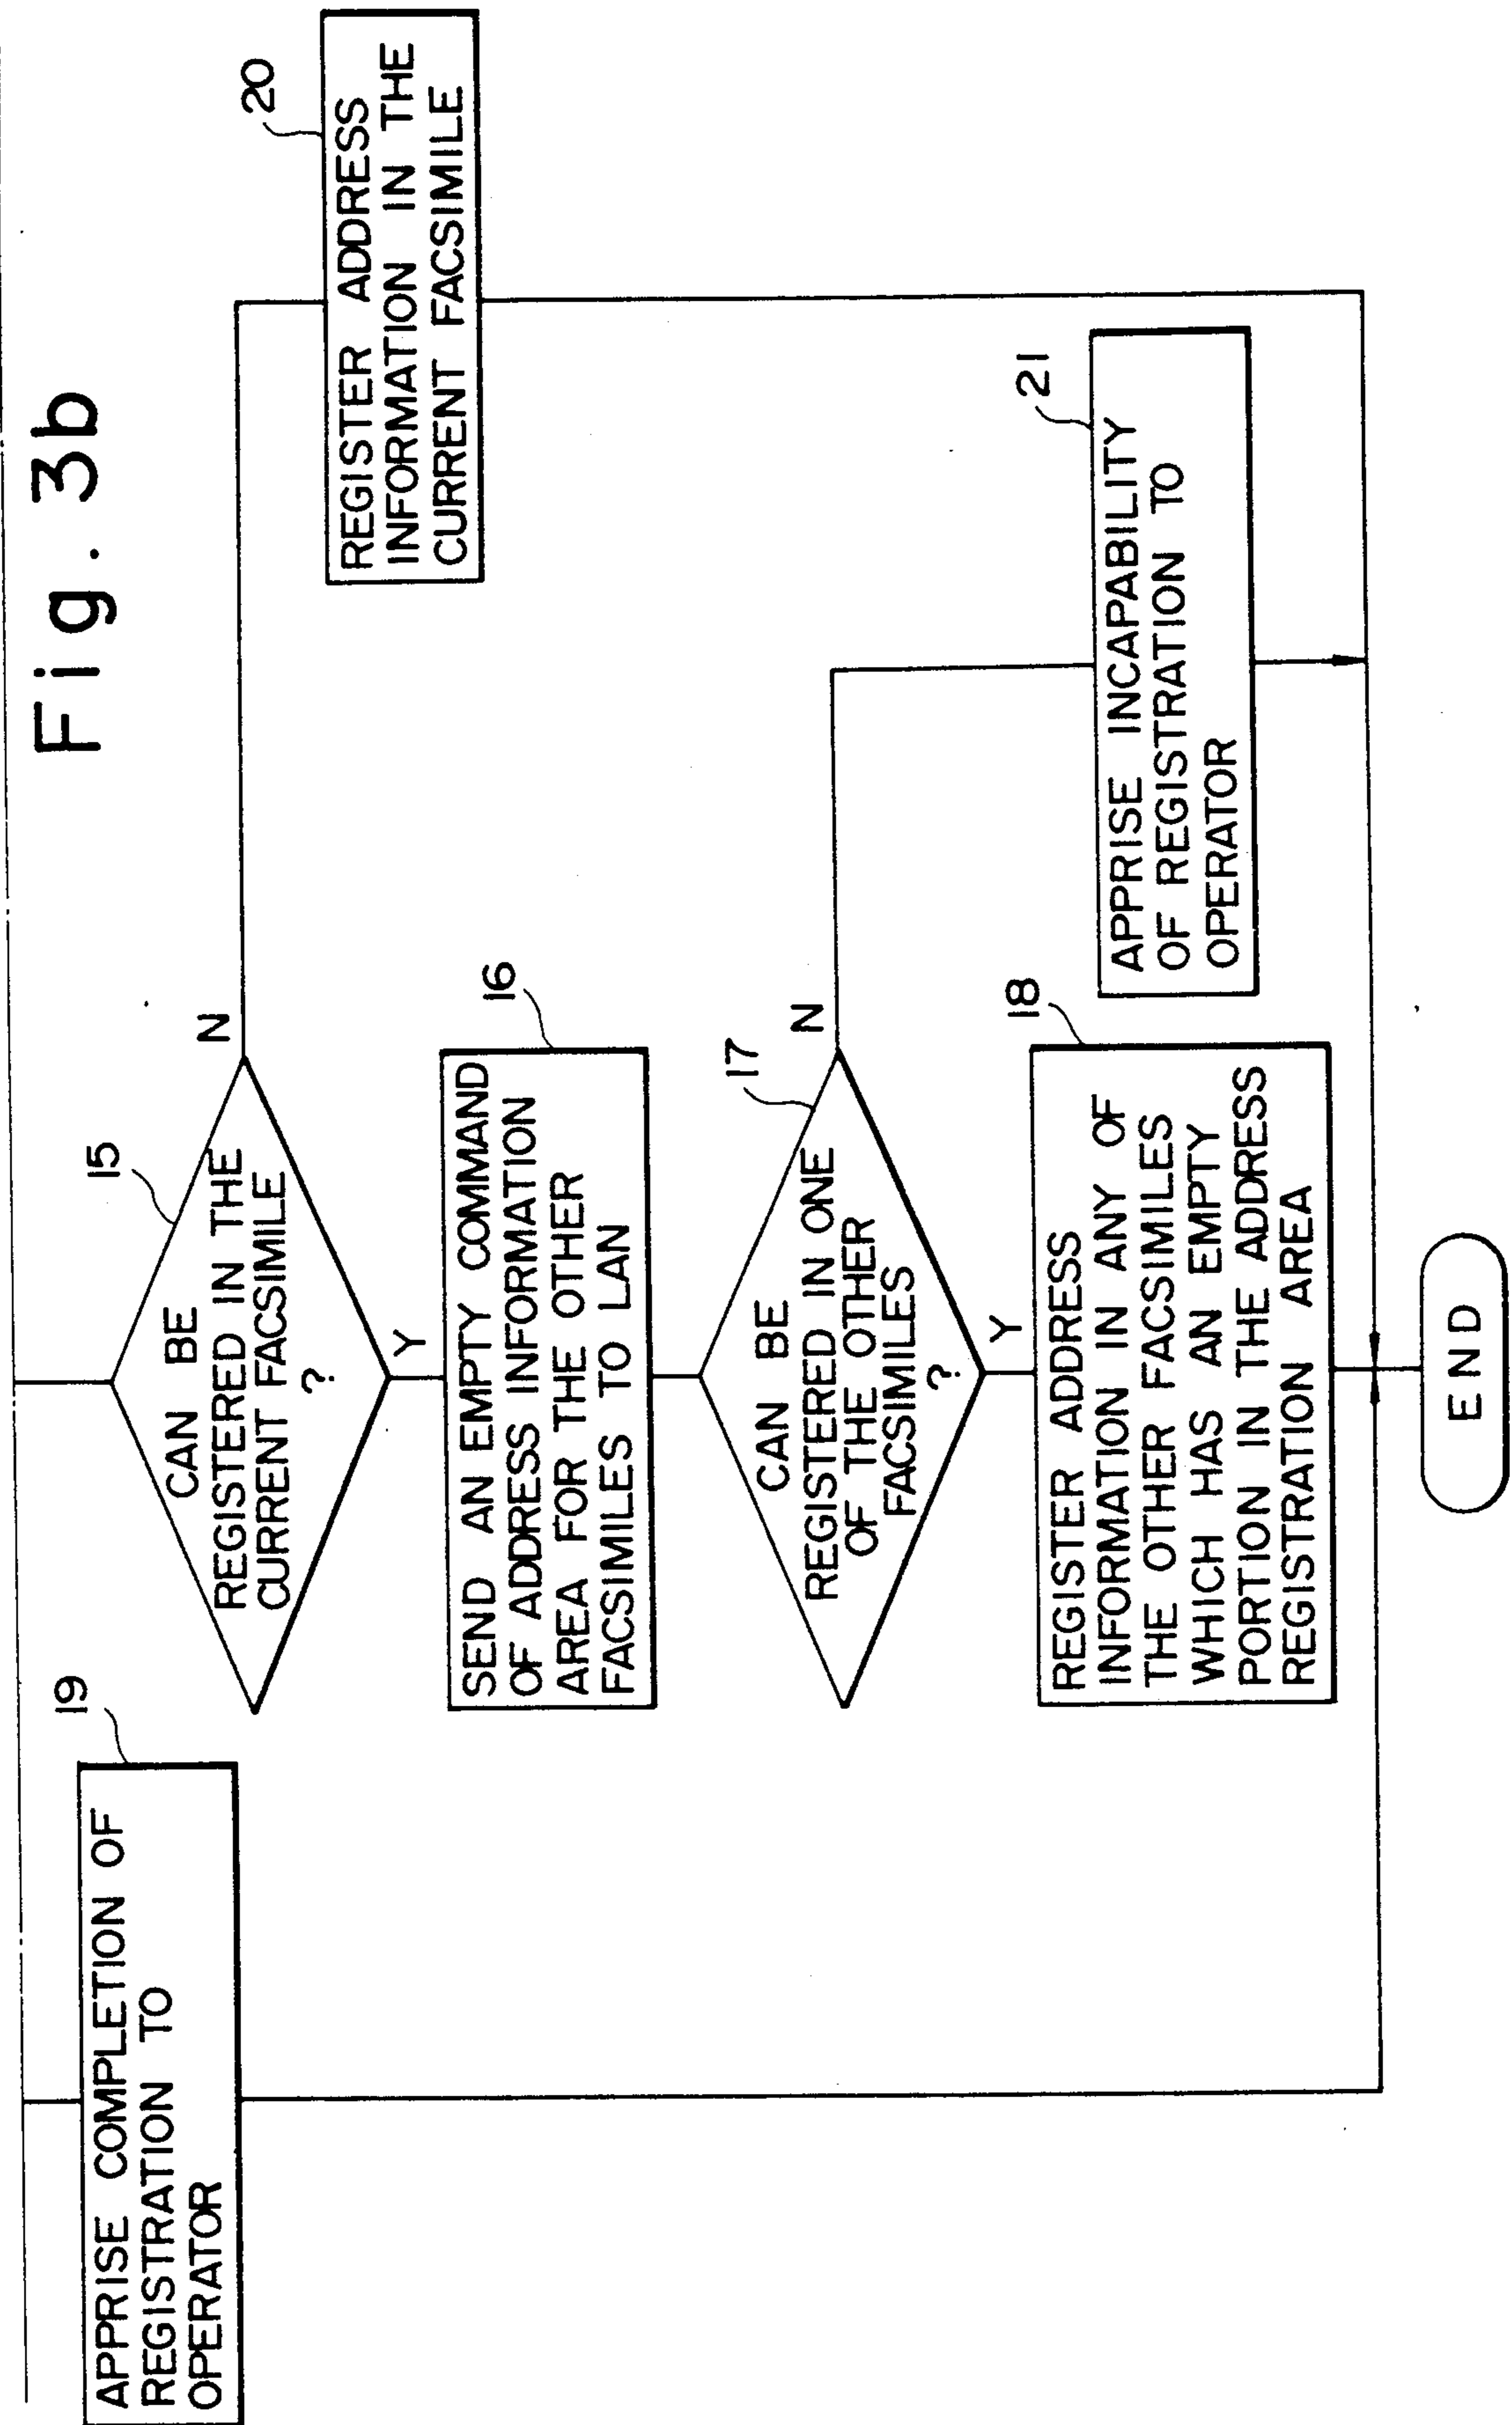 Fig. 3b
19
APPRISE COMPLETION OF
REGISTRATION TO
OPERATOR
15
CAN BE
REGISTERED IN THE
CURRENT FACSIMILE
?
N
Y
20
REGISTER ADDRESS
INFORMATION IN THE
CURRENT FACSIMILE
16
SEND AN EMPTY COMMAND
OF ADDRESS INFORMATION
AREA FOR THE OTHER
FACSIMILES TO LAN
17
CAN BE
REGISTERED IN ONE
OF THE OTHER
FACSIMILES
?
N
Y
21
APPRISE INCAPABILITY
OF REGISTRATION TO
OPERATOR
18
REGISTER ADDRESS
INFORMATION IN ANY OF
THE OTHER FACSIMILES
WHICH HAS AN EMPTY
PORTION IN THE ADDRESS
REGISTRATION AREA
END